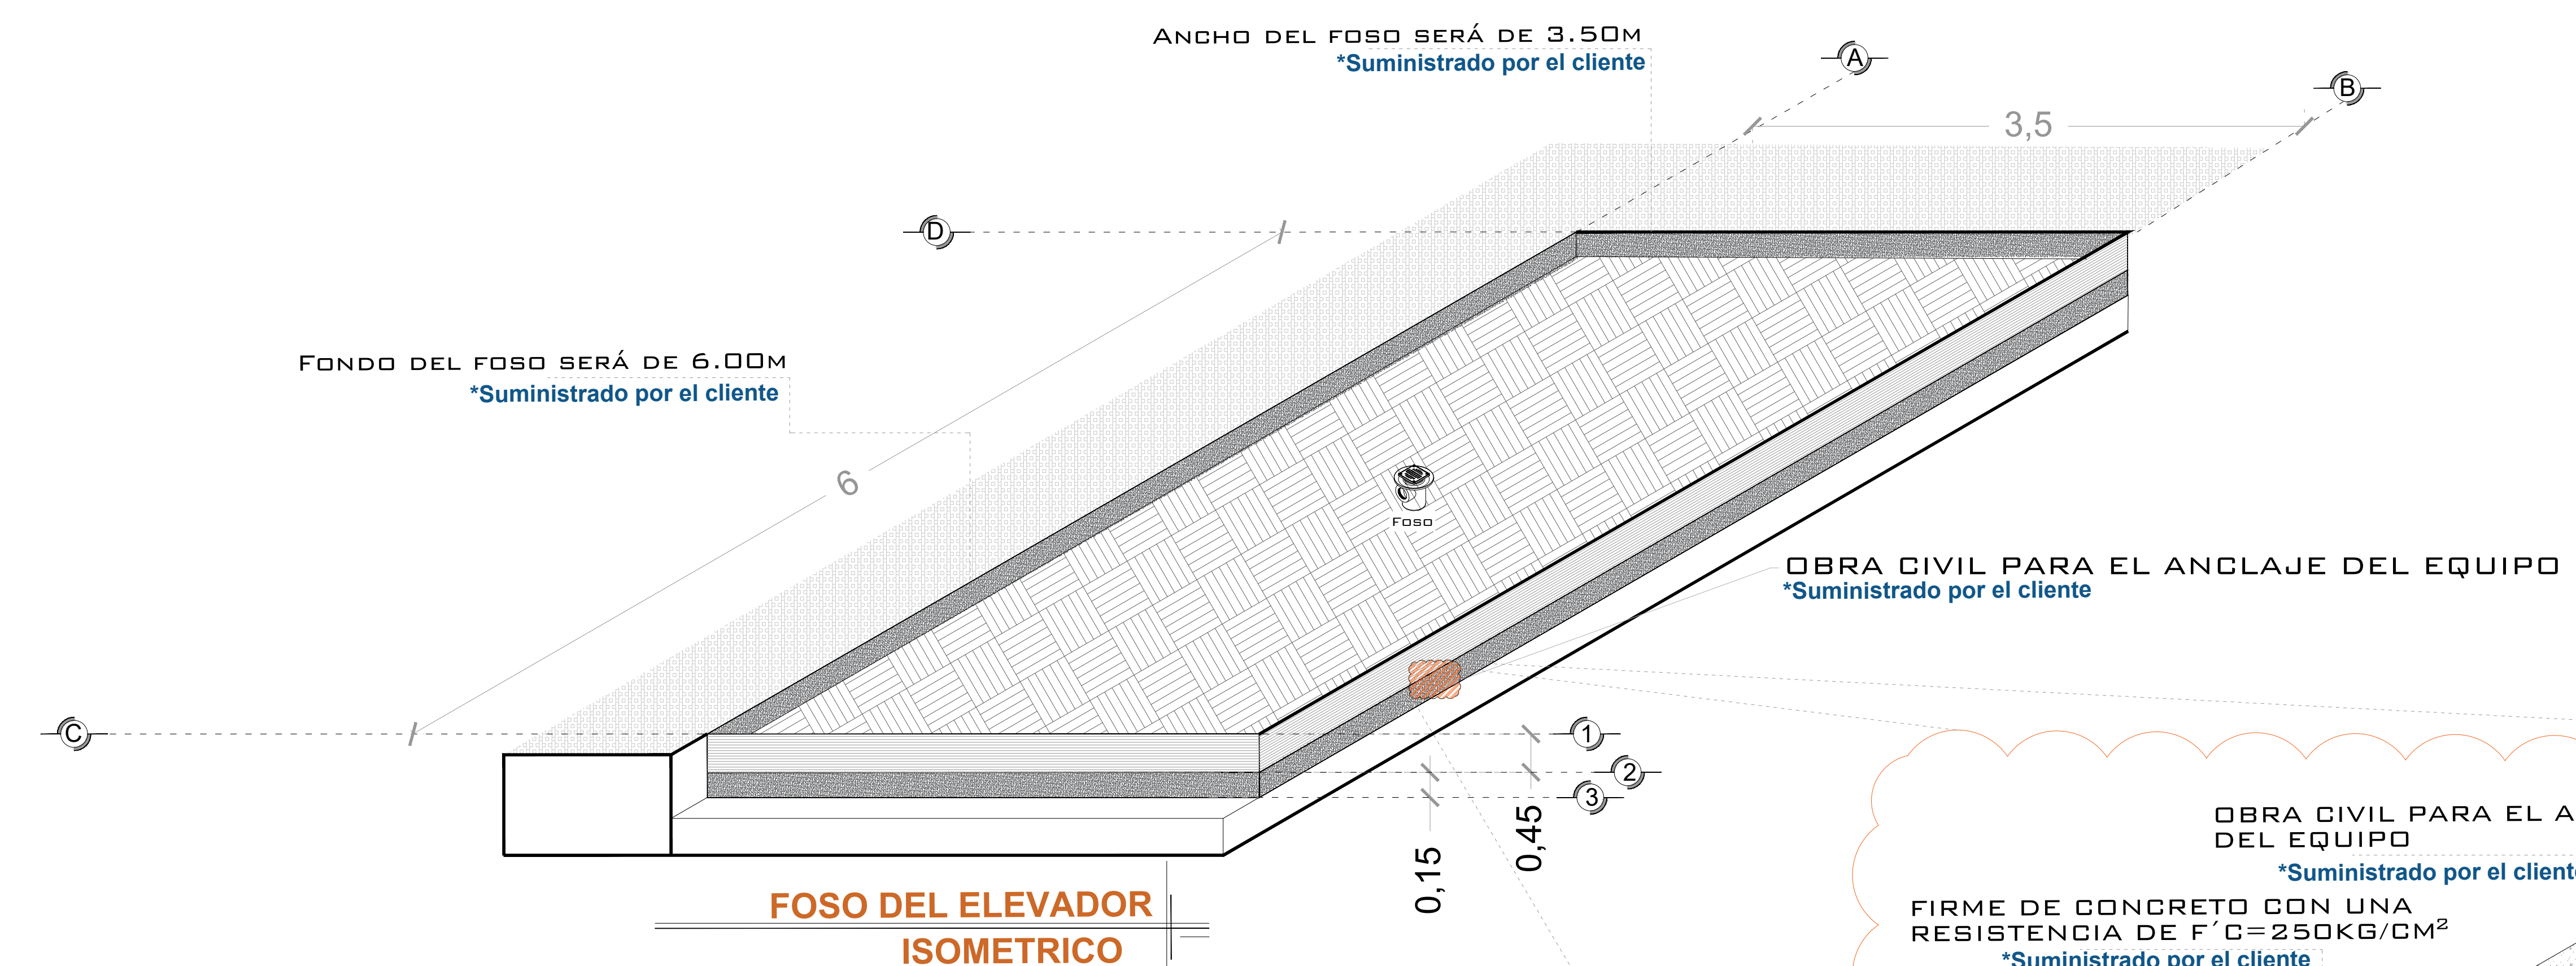 ANCHO DEL FOSO SERÁ DE 3.50M
*Suministrado por el cliente
A
B
3,5
D
FONDO DEL FOSO SERÁ DE 6.00M
*Suministrado por el cliente
6
FOSO
OBRA CIVIL PARA EL ANCLAJE DEL EQUIPO
*Suministrado por el cliente
C
1
2
3
0,15
0,45
OBRA CIVIL PARA EL A
DEL EQUIPO
*Suministrado por el client
FIRME DE CONCRETO CON UNA
RESISTENCIA DE F´C=250KG/CM²
*Suministrado por el cliente
FOSO DEL ELEVADOR
ISOMETRICO